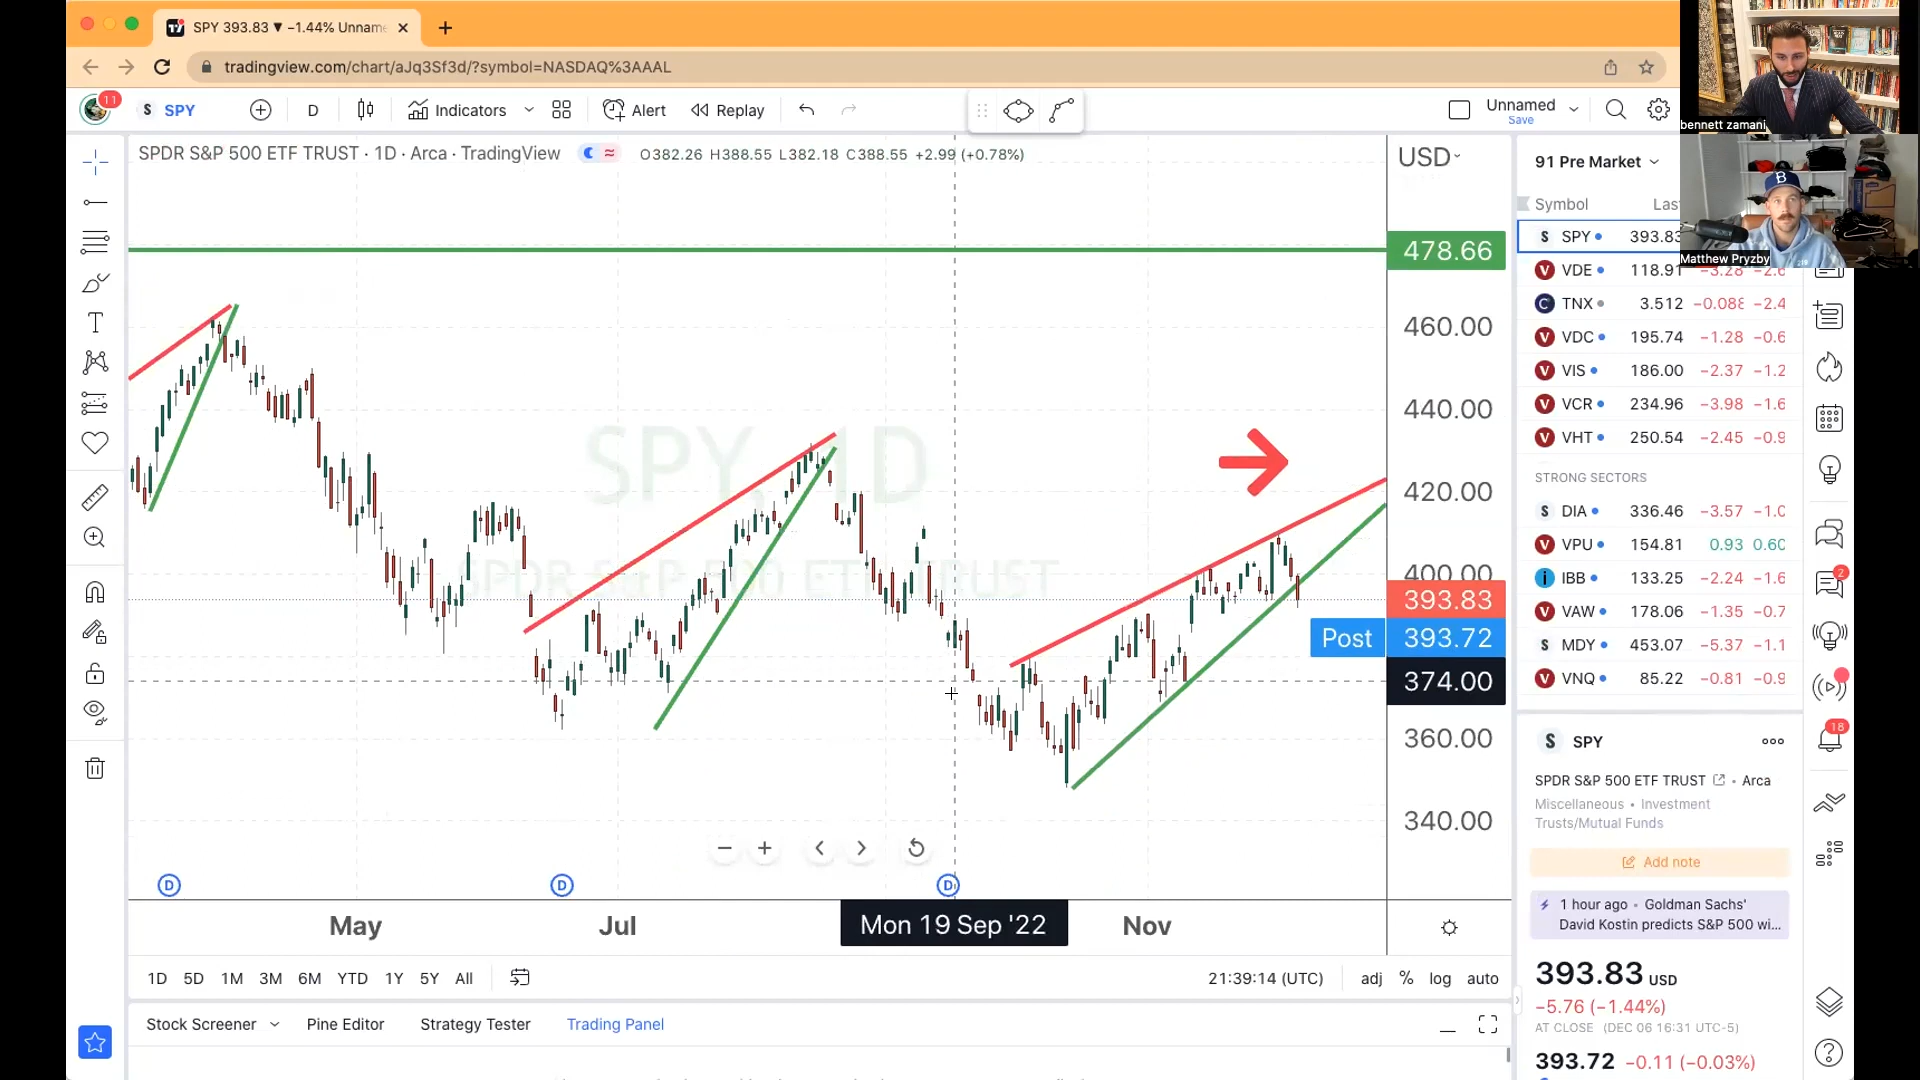 SPY 393.83 ▼ −1.44% Unname
tradingview.com/chart/aJq3Sf3d/?symbol=NASDAQ%3AAAL
11
S SPY
D
Indicators
Alert
Replay
Unnamed
Save
bennett zamani
Matthew Pryzby
SPDR S&P 500 ETF TRUST · 1D · Arca · TradingView
O382.26 H388.55 L382.18 C388.55 +2.99 (+0.78%)
USD
SPY, 1D
SPDR S&P 500 ETF TRUST
478.66
460.00
440.00
420.00
400.00
393.83
Post 393.72
374.00
360.00
340.00
D
D
D
May
Jul
Mon 19 Sep '22
Nov
1D 5D 1M 3M 6M YTD 1Y 5Y All
21:39:14 (UTC)
adj % log auto
Stock Screener
Pine Editor
Strategy Tester
Trading Panel
91 Pre Market
Symbol Las
S SPY 393.83
V VDE 118.91 −3.28 −2.6
C TNX 3.512 −0.088 −2.4
V VDC 195.74 −1.28 −0.6
V VIS 186.00 −2.37 −1.2
V VCR 234.96 −3.98 −1.6
V VHT 250.54 −2.45 −0.9
STRONG SECTORS
S DIA 336.46 −3.57 −1.0
V VPU 154.81 0.93 0.60
i IBB 133.25 −2.24 −1.6
V VAW 178.06 −1.35 −0.7
S MDY 453.07 −5.37 −1.1
V VNQ 85.22 −0.81 −0.9
2
18
S SPY
SPDR S&P 500 ETF TRUST • Arca
Miscellaneous • Investment
Trusts/Mutual Funds
Add note
1 hour ago • Goldman Sachs'
David Kostin predicts S&P 500 wi...
393.83 USD
−5.76 (−1.44%)
AT CLOSE (DEC 06 16:31 UTC-5)
393.72 −0.11 (−0.03%)